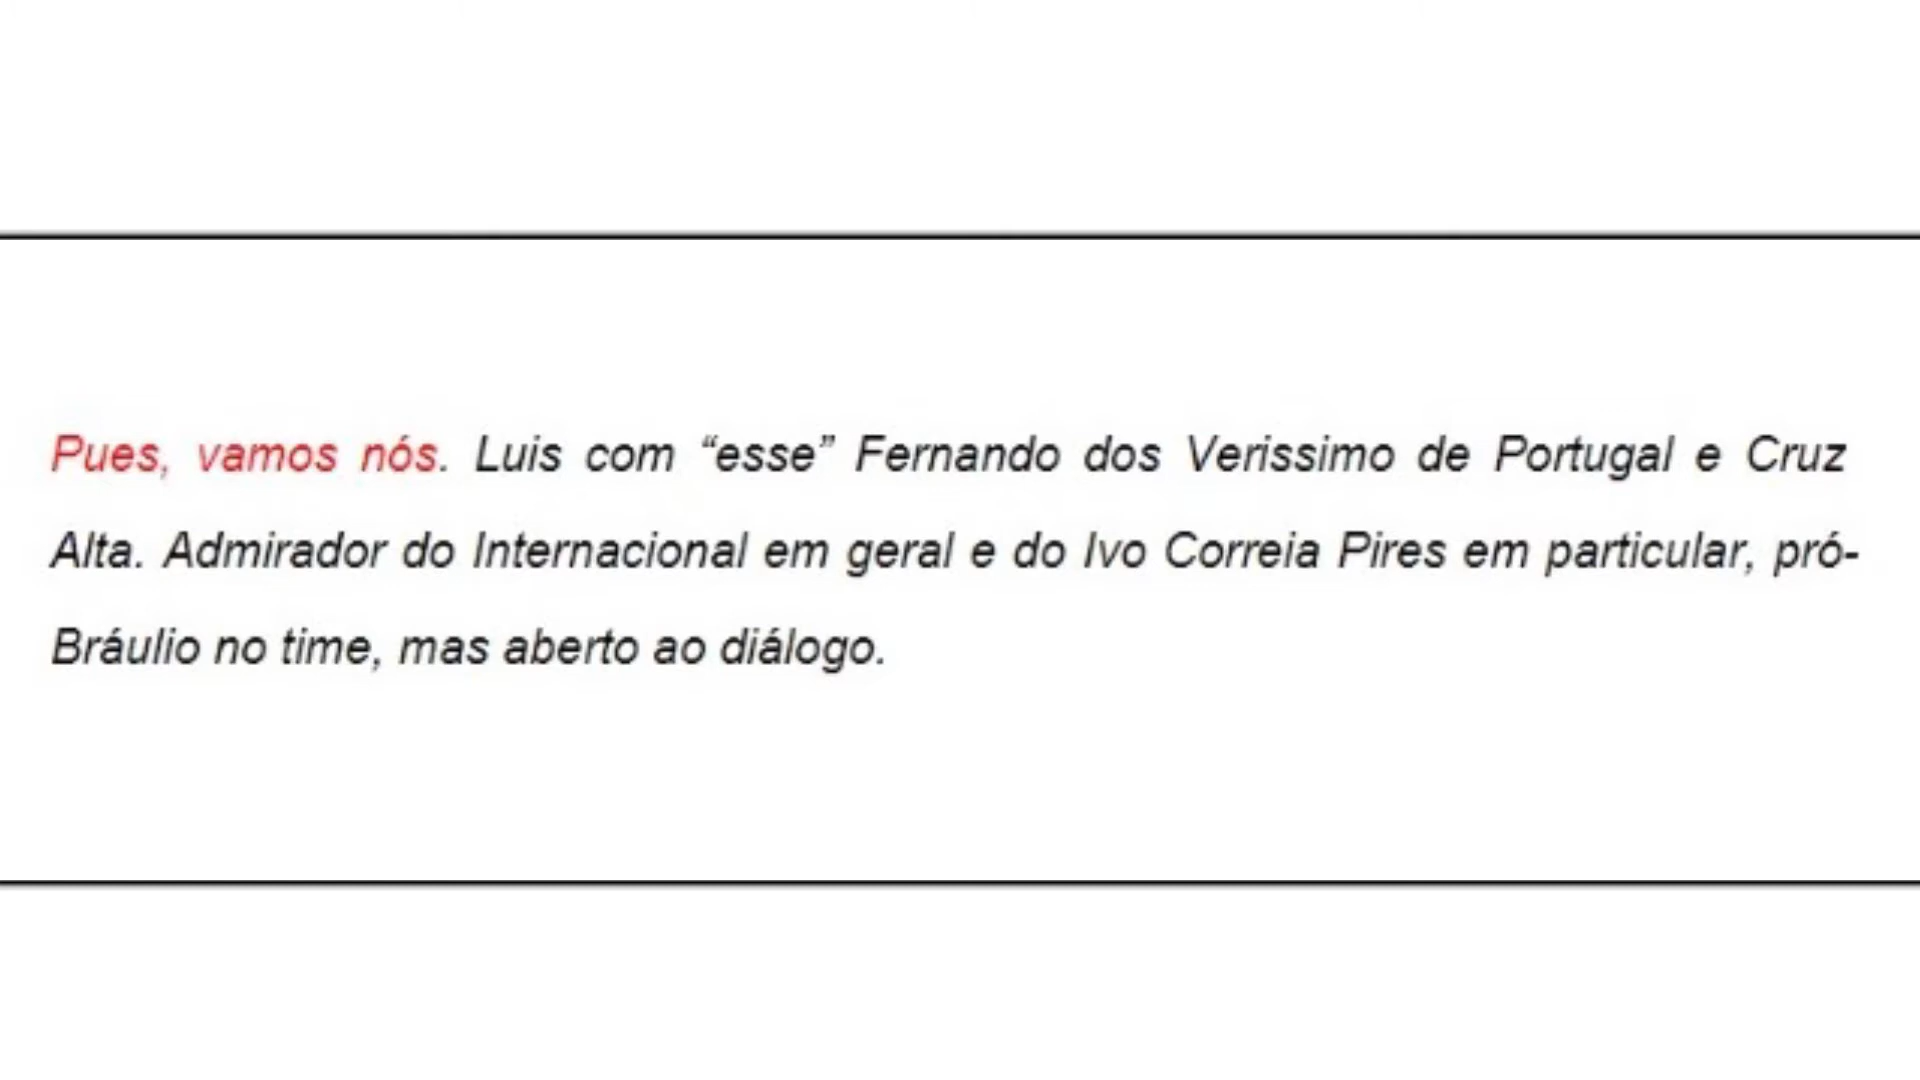 Pues, vamos nós. Luis com “esse” Fernando dos Verissimo de Portugal e Cruz
Alta. Admirador do Internacional em geral e do Ivo Correia Pires em particular, pró-
Bráulio no time, mas aberto ao diálogo.